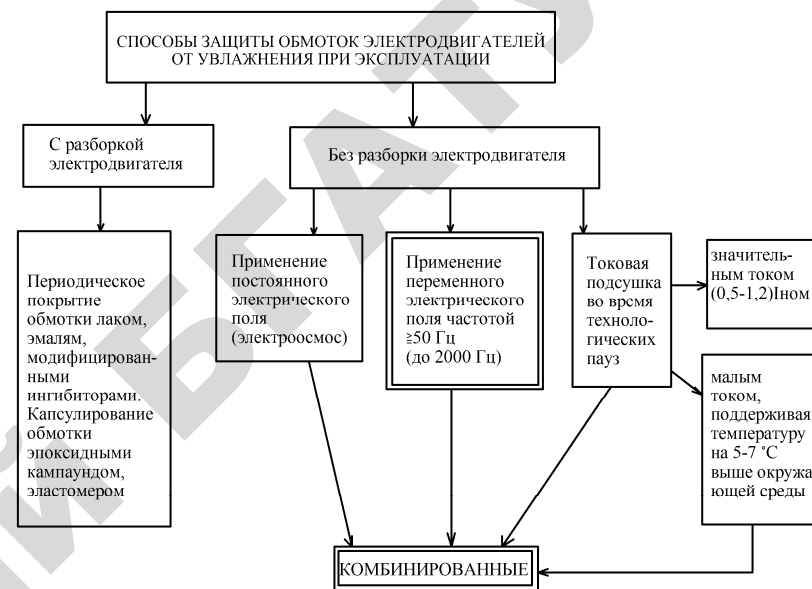 СПОСОБЫ ЗАЩИТЫ ОБМОТОК ЭЛЕКТРОДВИГАТЕЛЕЙ
ОТ УВЛАЖНЕНИЯ ПРИ ЭКСПЛУАТАЦИИ
С разборкой
электродвигателя
Без разборки электродвигателя
Периодическое
покрытие
обмотки лаком,
эмалям,
модифицирован-
ными
ингибиторами.
Капсулирование
обмотки
эпоксидными
кампаундом,
эластомером
Применение
постоянного
электрического
поля
(электроосмос)
Применение
переменного
электрического
поля частотой
≧50 Гц
(до 2000 Гц)
Токовая
подсушка
во время
техноло-
гических
пауз
значитель-
ным током
(0,5-1,2)Iном
малым
током,
поддерживая
температуру
на 5-7 °С
выше окружа
ющей среды
КОМБИНИРОВАННЫЕ
ИЙ БГАТУ